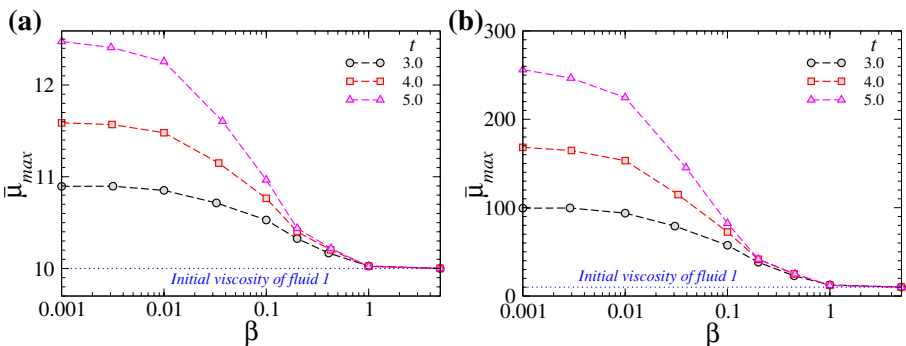 (a)
t
3.0
4.0
5.0
12
11
10
μ̄max
Initial viscosity of fluid 1
0.001 0.01 0.1 1
β
(b)
t
3.0
4.0
5.0
300
200
100
0
μ̄max
Initial viscosity of fluid 1
0.001 0.01 0.1 1
β